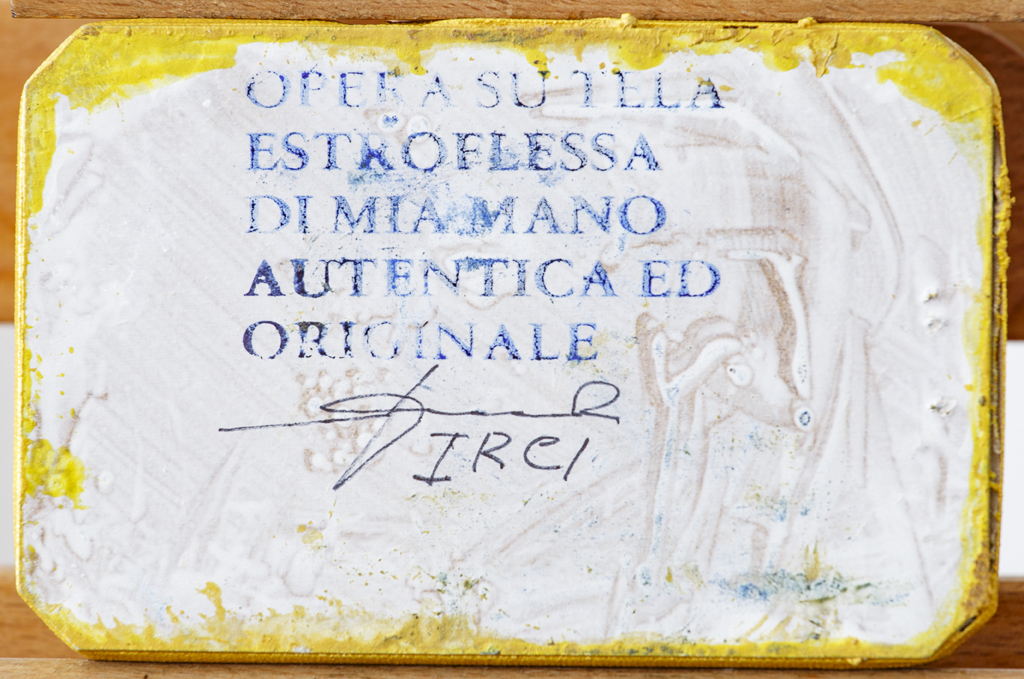 OPERA SU TELA
ESTROFLESSA
DI MIA MANO
AUTENTICA ED
ORIGINALE
IRCI